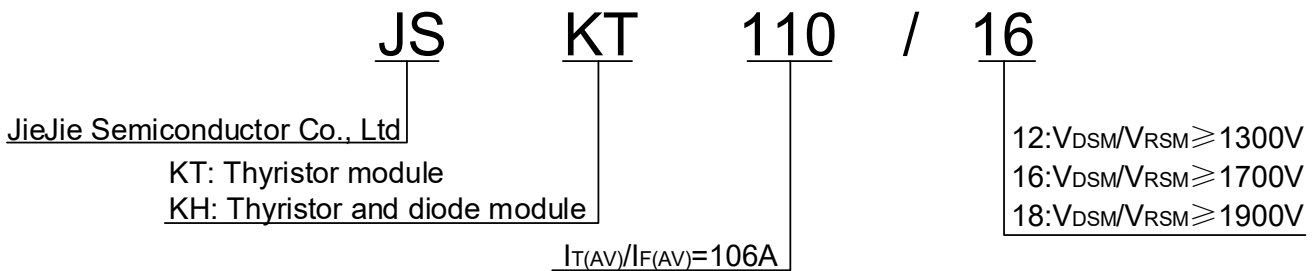 JS KT 110 / 16
JieJie Semiconductor Co., Ltd
KT: Thyristor module
KH: Thyristor and diode module
IT(AV)/IF(AV)=106A
12:VDSM/VRSM≥1300V
16:VDSM/VRSM≥1700V
18:VDSM/VRSM≥1900V